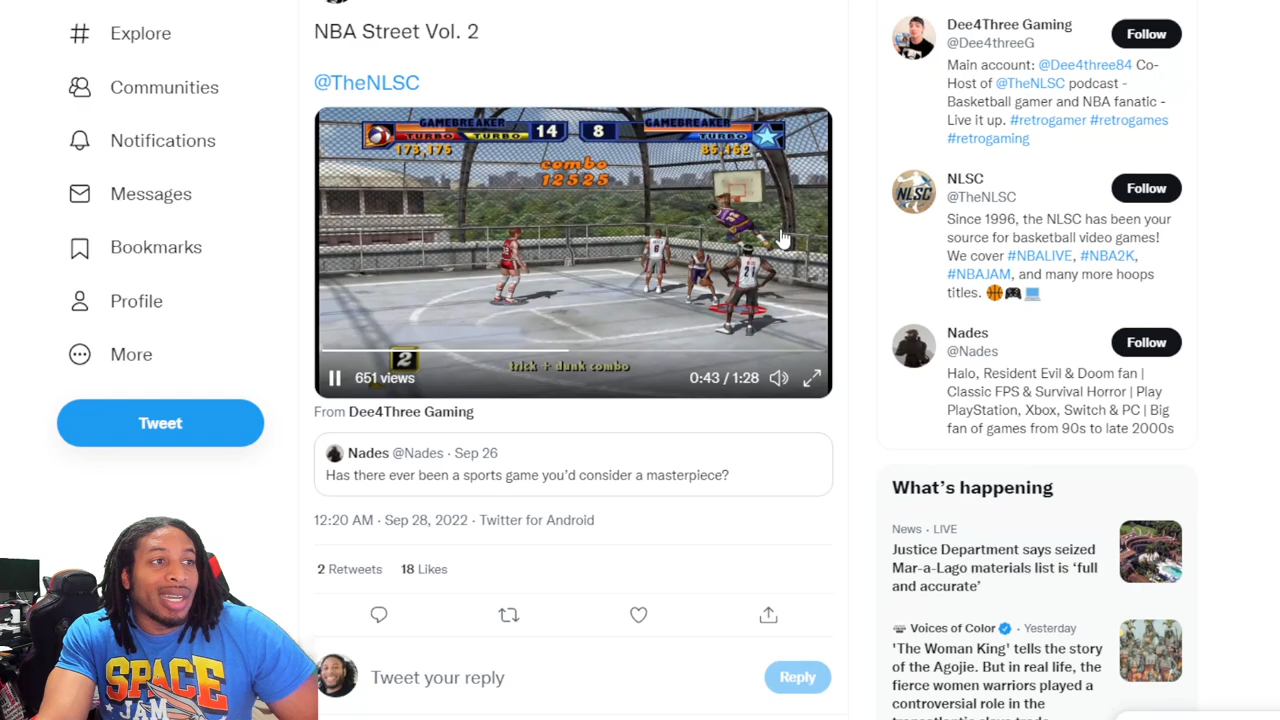 Explore
Communities
Notifications
Messages
Bookmarks
Profile
More
Tweet
NBA Street Vol. 2
@TheNLSC
GAMEBREAKER 14 8 GAMEBREAKER
TURBO TURBO TURBO
173,175 85,462
combo
12525
21
2
trick + dunk combo
651 views
0:43 / 1:28
From Dee4Three Gaming
Nades @Nades · Sep 26
Has there ever been a sports game you'd consider a masterpiece?
12:20 AM · Sep 28, 2022 · Twitter for Android
2 Retweets 18 Likes
Tweet your reply
Reply
SPACE
JAM
Dee4Three Gaming
@Dee4threeG
Follow
Main account: @Dee4three84 Co-
Host of @TheNLSC podcast -
Basketball gamer and NBA fanatic -
Live it up. #retrogamer #retrogames
#retrogaming
NLSC
NLSC
@TheNLSC
Follow
Since 1996, the NLSC has been your
source for basketball video games!
We cover #NBALIVE, #NBA2K,
#NBAJAM, and many more hoops
titles. 🏀🎮💻
Nades
@Nades
Follow
Halo, Resident Evil & Doom fan |
Classic FPS & Survival Horror | Play
PlayStation, Xbox, Switch & PC | Big
fan of games from 90s to late 2000s
What's happening
News · LIVE
Justice Department says seized
Mar-a-Lago materials list is 'full
and accurate'
Voices of Color · Yesterday
'The Woman King' tells the story
of the Agojie. But in real life, the
fierce women warriors played a
controversial role in the
transatlantic slave trade